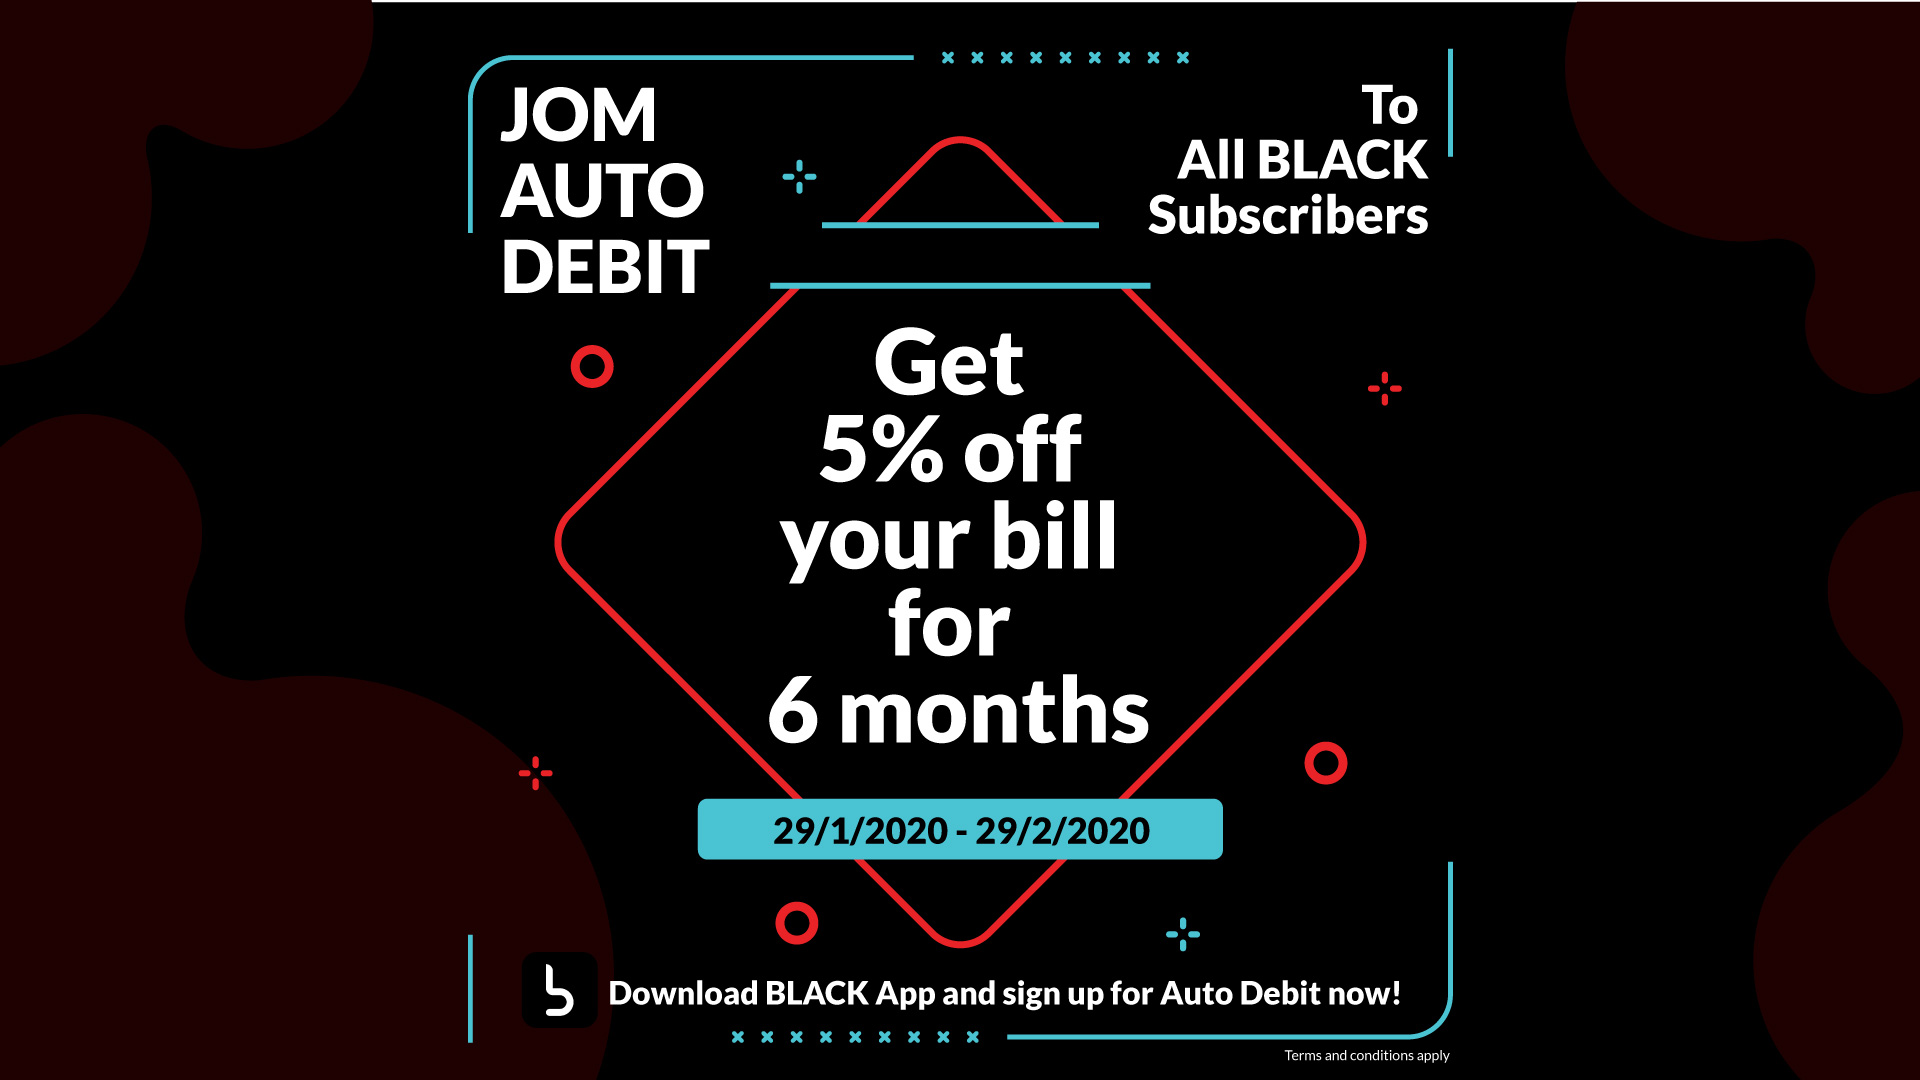 JOM
AUTO
DEBIT
To
All BLACK
Subscribers
Get
5% off
your bill
for
6 months
29/1/2020 - 29/2/2020
Download BLACK App and sign up for Auto Debit now!
Terms and conditions apply